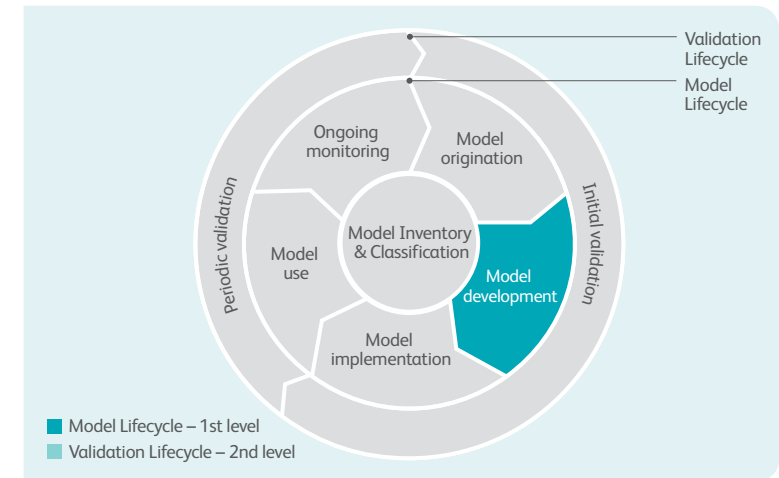 Validation
Lifecycle
Model
Lifecycle
Ongoing
monitoring
Model
origination
Periodic validation
Initial validation
Model Inventory
& Classification
Model
use
Model
development
Model
implementation
Model Lifecycle – 1st level
Validation Lifecycle – 2nd level